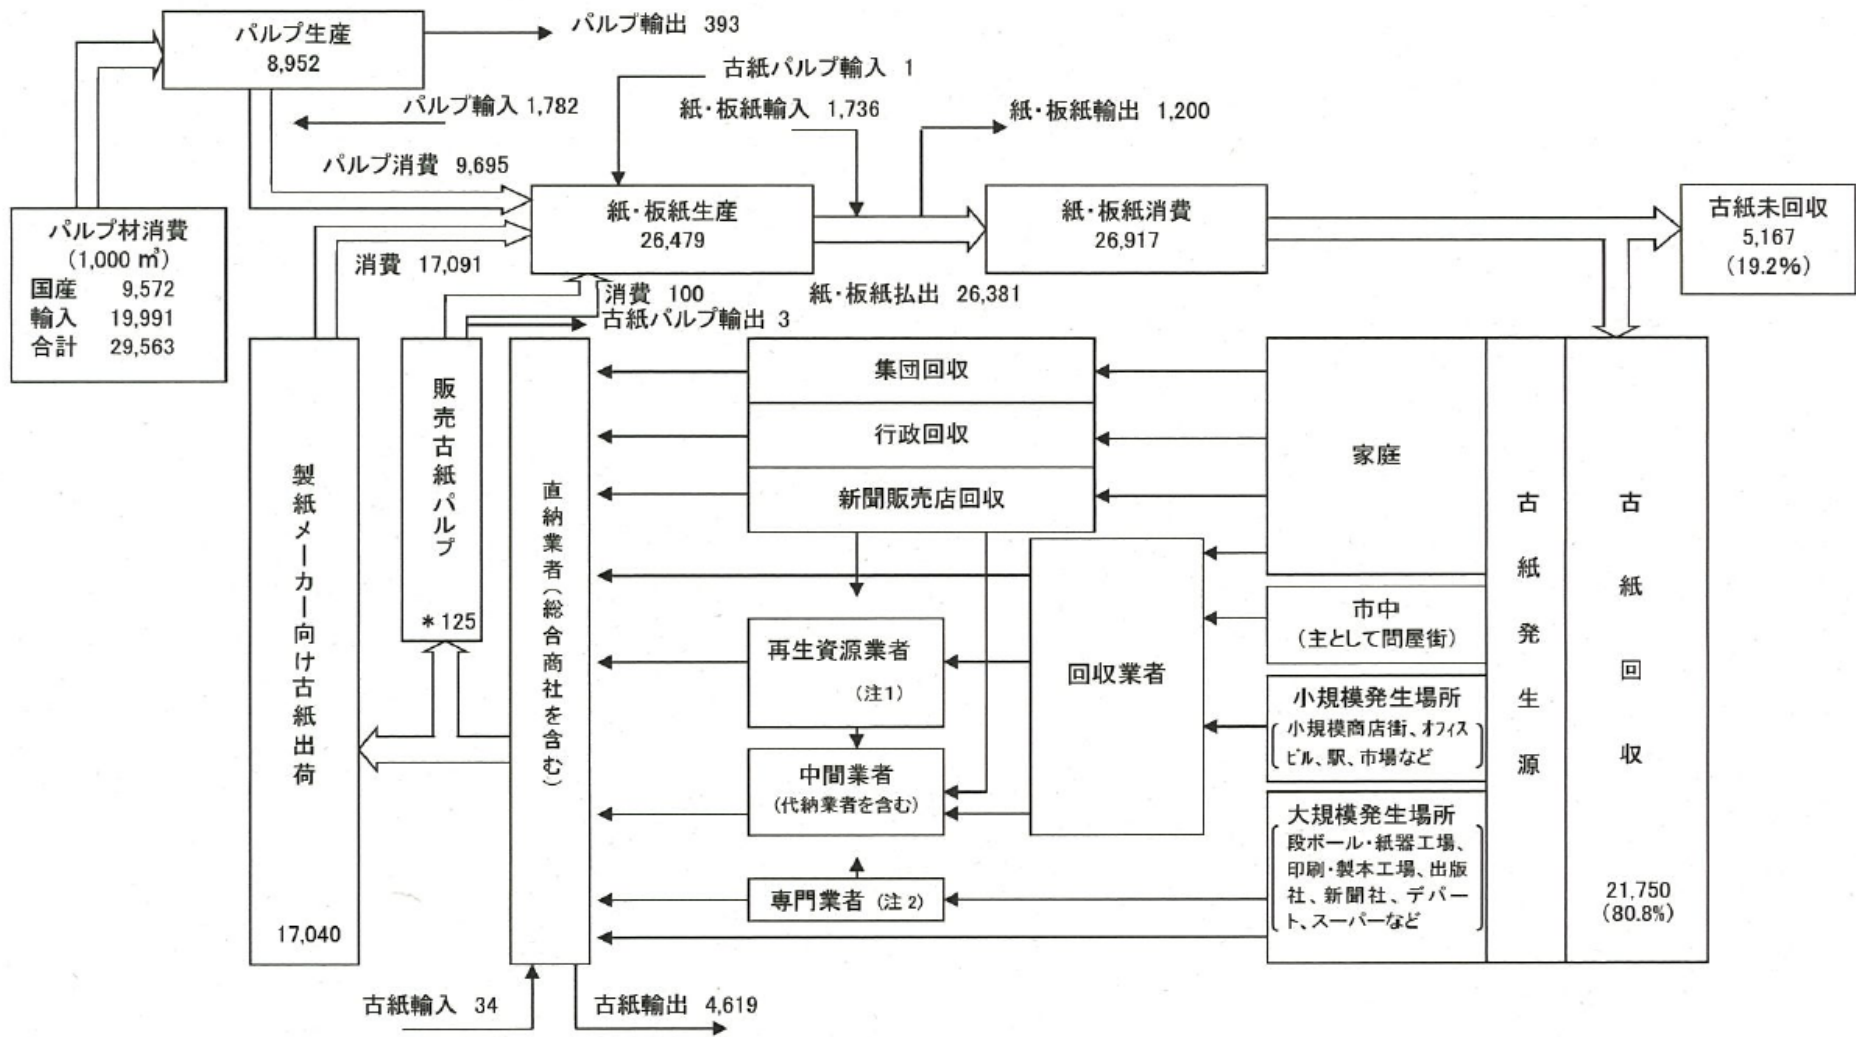 パルプ生産
8,952
パルプ輸出 393
古紙パルプ輸入 1
パルプ輸入 1,782
紙・板紙輸入 1,736
紙・板紙輸出 1,200
パルプ消費 9,695
パルプ材消費
(1,000 ㎥)
国産 9,572
輸入 19,991
合計 29,563
紙・板紙生産
26,479
紙・板紙消費
26,917
古紙未回収
5,167
(19.2%)
消費 17,091
消費 100
紙・板紙払出 26,381
古紙パルプ輸出 3
製紙メーカー向け古紙出荷
17,040
販売古紙パルプ
*125
直納業者(総合商社を含む)
集団回収
行政回収
新聞販売店回収
再生資源業者
(注1)
中間業者
(代納業者を含む)
専門業者 (注2)
回収業者
家庭
市中
(主として問屋街)
小規模発生場所
小規模商店街、オフィス
ビル、駅、市場など
大規模発生場所
段ボール・紙器工場、
印刷・製本工場、出版
社、新聞社、デパー
ト、スーパーなど
古紙発生源
古紙回収
21,750
(80.8%)
古紙輸入 34
古紙輸出 4,619